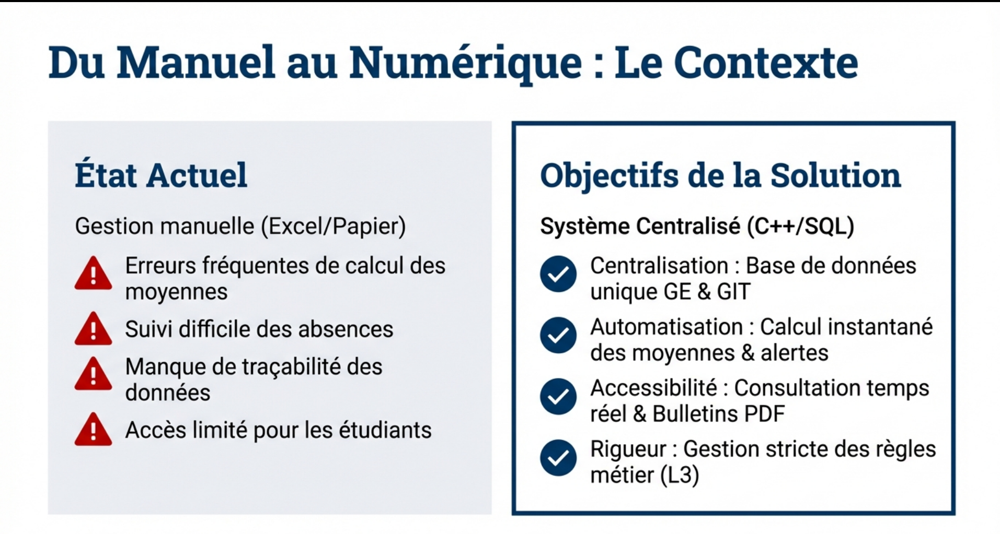 Du Manuel au Numérique : Le Contexte
État Actuel
Gestion manuelle (Excel/Papier)
Erreurs fréquentes de calcul des
moyennes
Suivi difficile des absences
Manque de traçabilité des
données
Accès limité pour les étudiants
Objectifs de la Solution
Système Centralisé (C++/SQL)
Centralisation : Base de données
unique GE & GIT
Automatisation : Calcul instantané
des moyennes & alertes
Accessibilité : Consultation temps
réel & Bulletins PDF
Rigueur : Gestion stricte des règles
métier (L3)